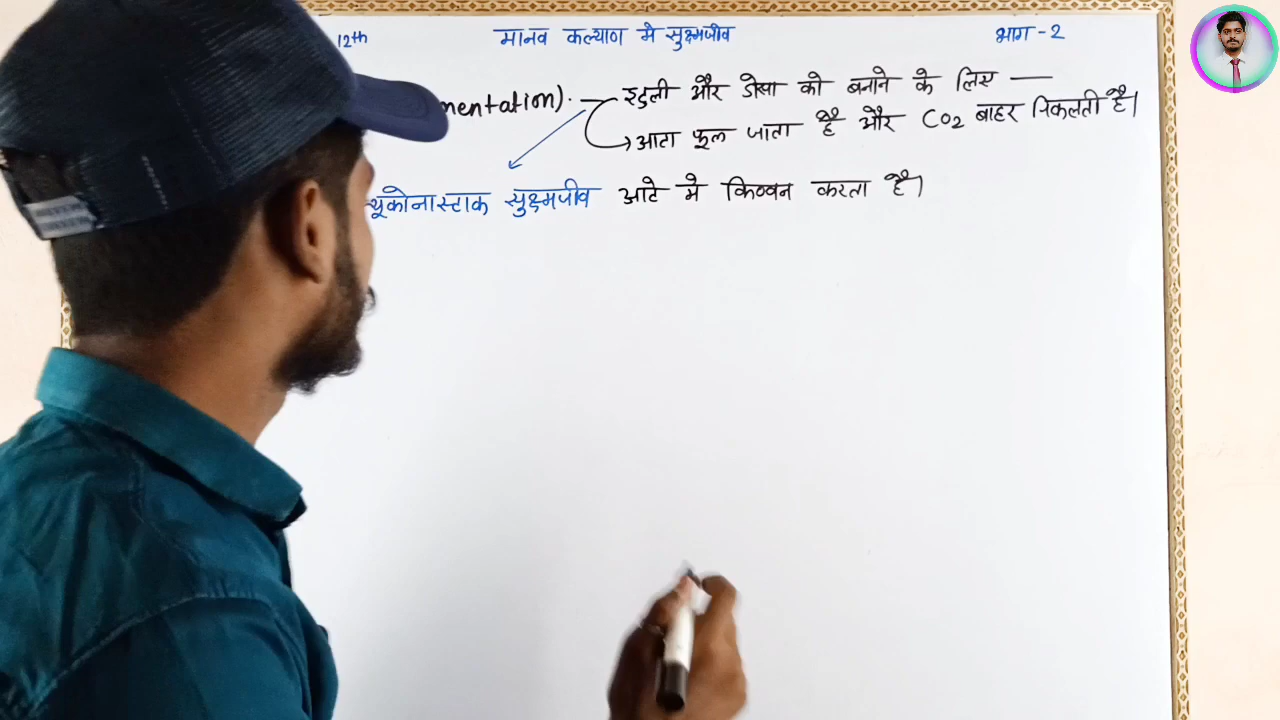 12th मानव कल्याण मे सुक्ष्मजीव भाग - 2
mentation). इडली और डोसा को बनाने के लिए —
आटा फूल जाता है और CO2 बाहर निकलती है।
यूकोनास्टाक सुक्ष्मजीव आटे मे किण्वन करता है।